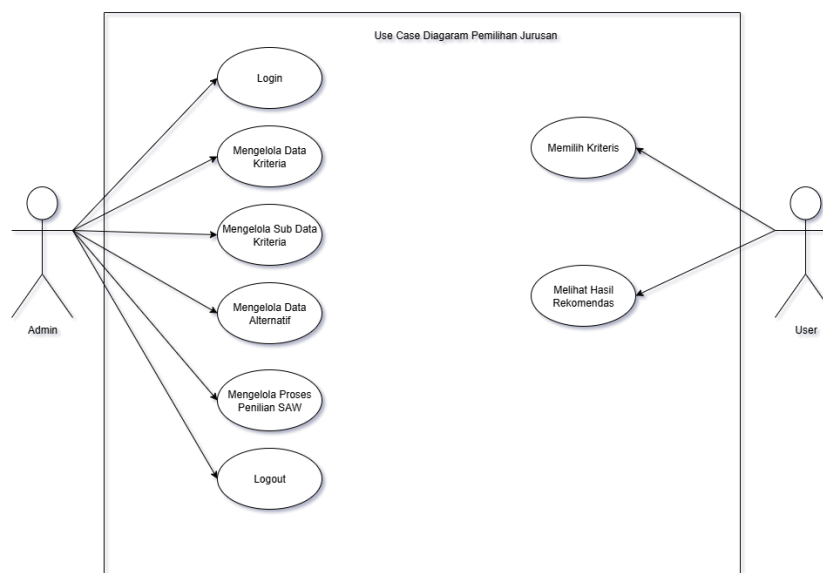 Use Case Diagaram Pemilihan Jurusan
Login
Mengelola Data
Kriteria
Mengelola Sub Data
Kriteria
Mengelola Data
Alternatif
Mengelola Proses
Penilian SAW
Logout
Admin
Memilih Kriteris
Melihat Hasil
Rekomendas
User